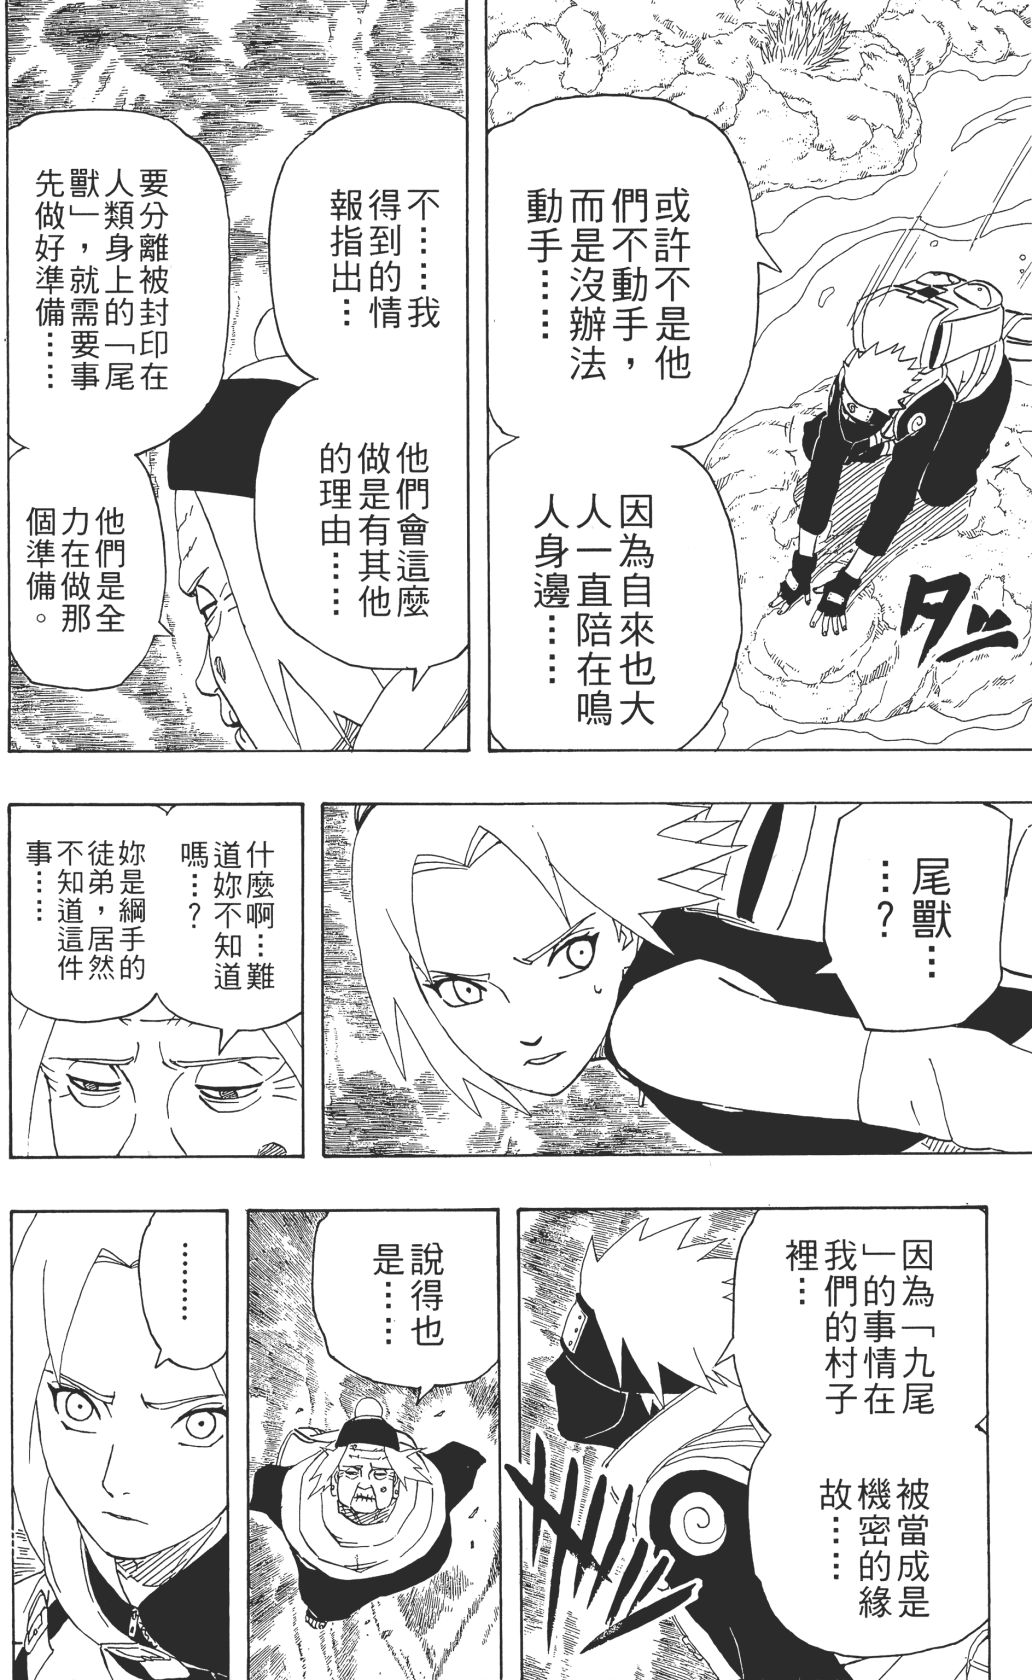 或許不是他
們不動手，
而是沒辦法
動手……
因為自來也大
人一直陪在鳴
人身邊……
ダッ
不……我
得到的情
報指出…
他們會這麼
做是有其他
的理由……
要分離被封印在
人類身上的「尾
獸」，就需要事
先做好準備……
他們是全
力在做那
個準備。
尾獸…
…?
什麼啊…難
道妳不知道
嗎…?
妳是綱手的
徒弟，居然
不知道這件
事……
因為「九尾
」的事情在
我們的村子
裡…
被當成是
機密的緣
故……
說得也
是……
………